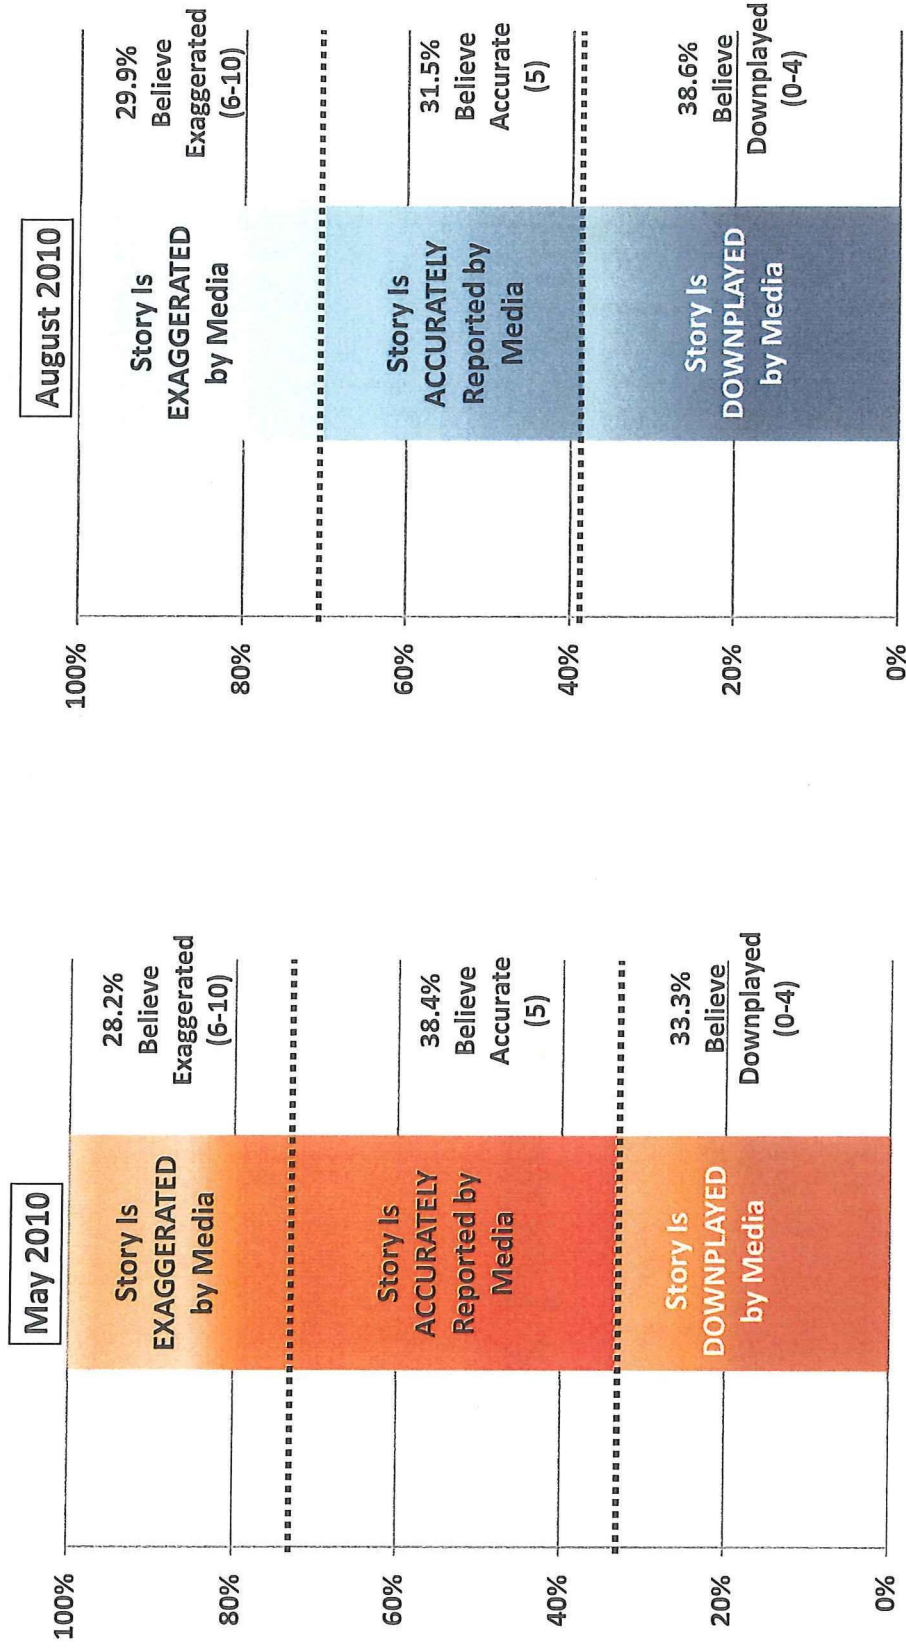 May 2010
100%
80%
60%
40%
20%
0%
Story Is
EXAGGERATED
by Media
Story Is
ACCURATELY
Reported by
Media
Story Is
DOWNPLAYED
by Media
28.2%
Believe
Exaggerated
(6-10)
38.4%
Believe
Accurate
(5)
33.3%
Believe
Downplayed
(0-4)
August 2010
100%
80%
60%
40%
20%
0%
Story Is
EXAGGERATED
by Media
Story Is
ACCURATELY
Reported by
Media
Story Is
DOWNPLAYED
by Media
29.9%
Believe
Exaggerated
(6-10)
31.5%
Believe
Accurate
(5)
38.6%
Believe
Downplayed
(0-4)